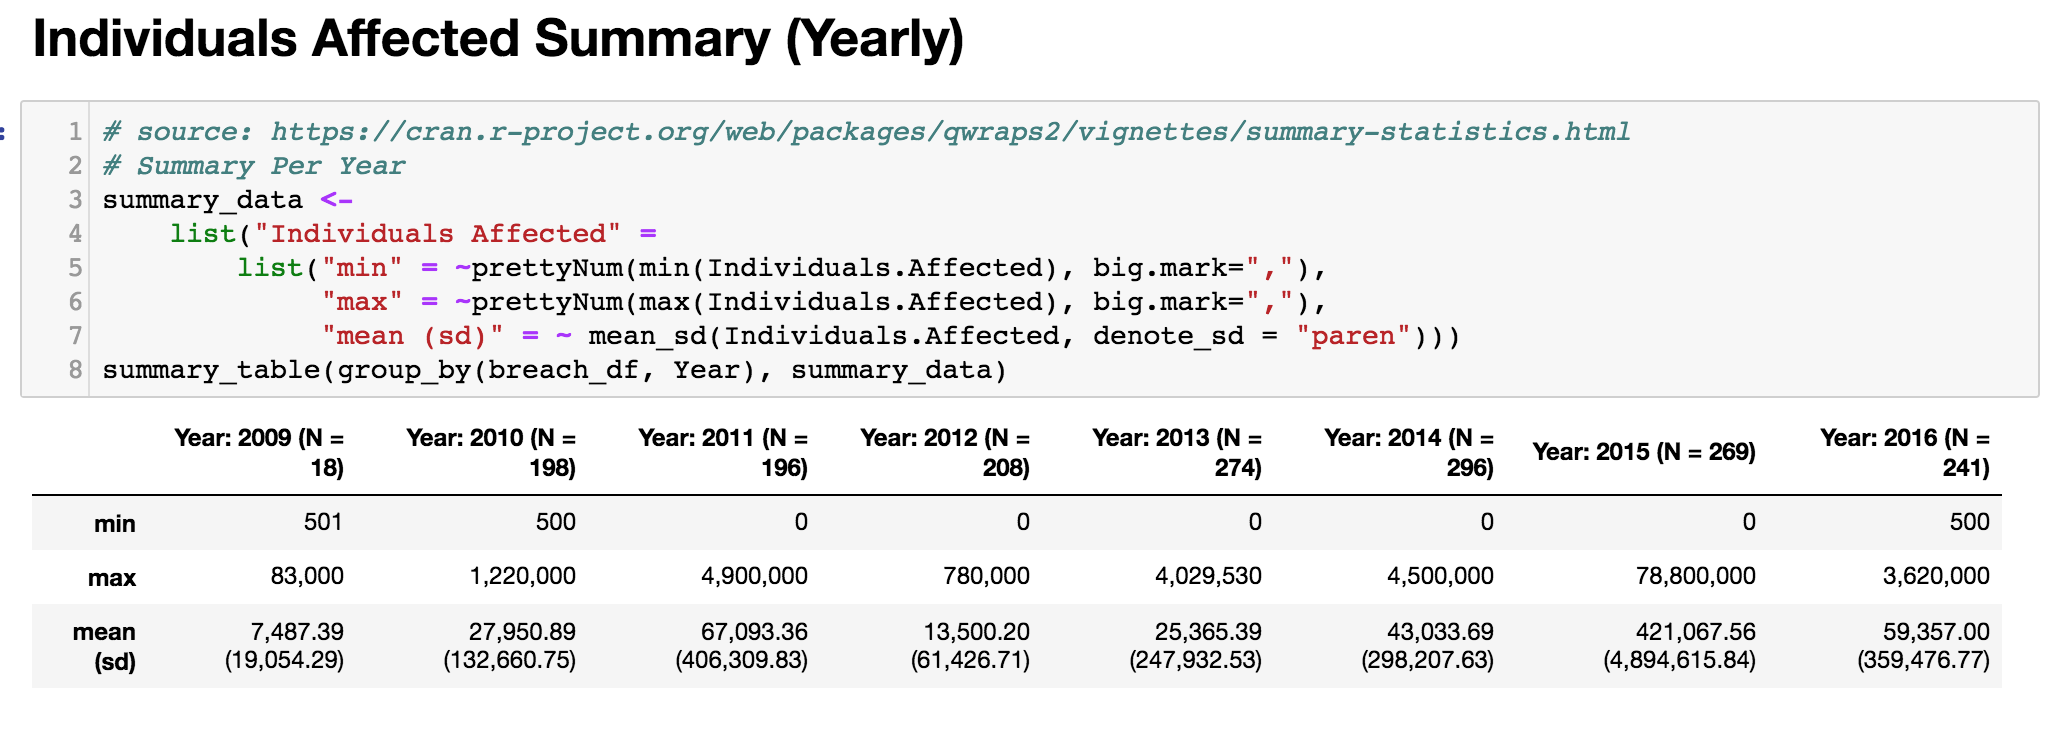 Individuals Affected Summary (Yearly)
:
1 # source: https://cran.r-project.org/web/packages/qwraps2/vignettes/summary-statistics.html
2 # Summary Per Year
3 summary_data <-
4     list("Individuals Affected" =
5         list("min" = ~prettyNum(min(Individuals.Affected), big.mark=","),
6              "max" = ~prettyNum(max(Individuals.Affected), big.mark=","),
7              "mean (sd)" = ~ mean_sd(Individuals.Affected, denote_sd = "paren")))
8 summary_table(group_by(breach_df, Year), summary_data)
Year: 2009 (N = Year: 2010 (N = Year: 2011 (N = Year: 2012 (N = Year: 2013 (N = Year: 2014 (N = Year: 2015 (N = 269) Year: 2016 (N =
18) 198) 196) 208) 274) 296) 241)
min 501 500 0 0 0 0 0 500
max 83,000 1,220,000 4,900,000 780,000 4,029,530 4,500,000 78,800,000 3,620,000
mean 7,487.39 27,950.89 67,093.36 13,500.20 25,365.39 43,033.69 421,067.56 59,357.00
(sd) (19,054.29) (132,660.75) (406,309.83) (61,426.71) (247,932.53) (298,207.63) (4,894,615.84) (359,476.77)